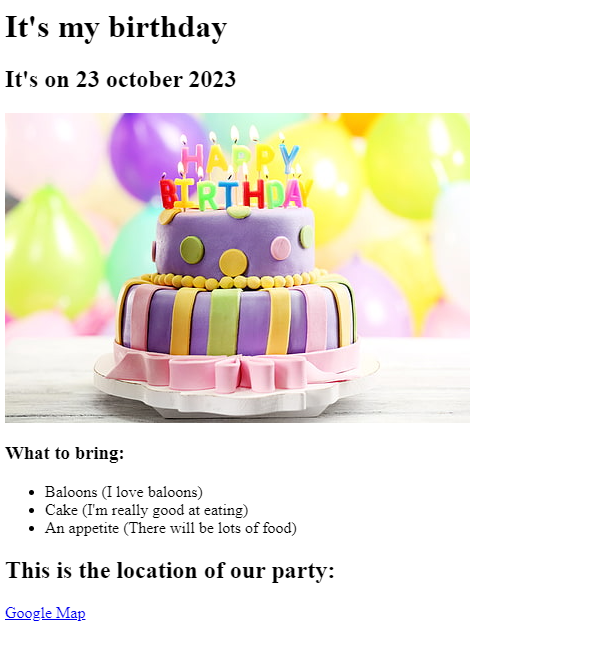 It's my birthday
It's on 23 october 2023
HAPPY
BIRTHDAY
What to bring:
Baloons (I love baloons)
Cake (I'm really good at eating)
An appetite (There will be lots of food)
This is the location of our party:
Google Map